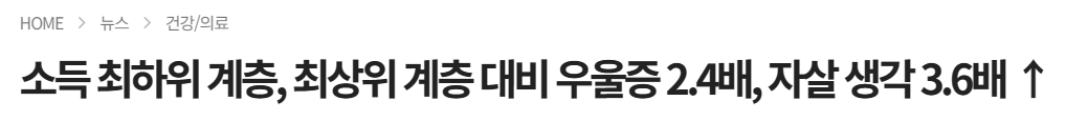 HOME > 뉴스 > 건강/의료
소득 최하위 계층, 최상위 계층 대비 우울증 2.4배, 자살 생각 3.6배 ↑